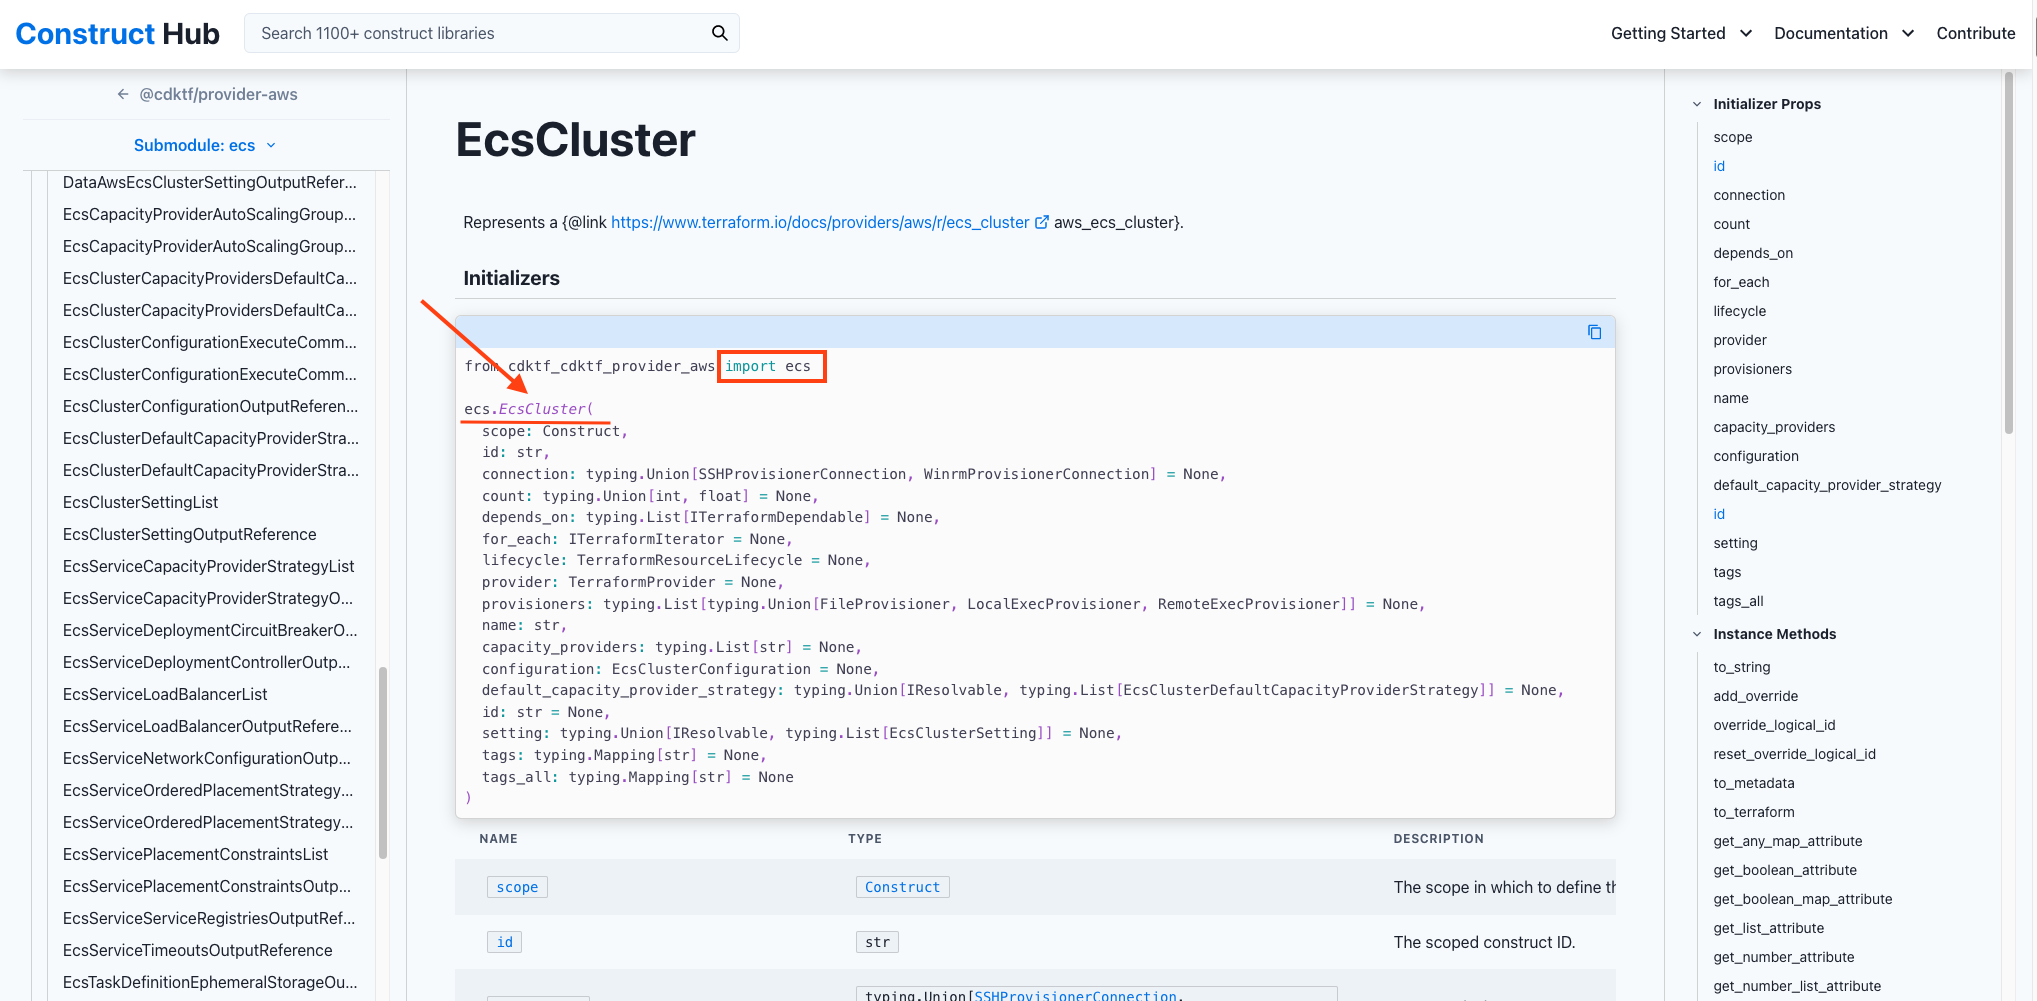 Construct Hub
Search 1100+ construct libraries
Getting Started
Documentation
Contribute
@cdktf/provider-aws
Submodule: ecs
DataAwsEcsClusterSettingOutputRefer...
EcsCapacityProviderAutoScalingGroup...
EcsCapacityProviderAutoScalingGroup...
EcsClusterCapacityProvidersDefaultCa...
EcsClusterCapacityProvidersDefaultCa...
EcsClusterConfigurationExecuteComm...
EcsClusterConfigurationExecuteComm...
EcsClusterConfigurationOutputReferen...
EcsClusterDefaultCapacityProviderStra...
EcsClusterDefaultCapacityProviderStra...
EcsClusterSettingList
EcsClusterSettingOutputReference
EcsServiceCapacityProviderStrategyList
EcsServiceCapacityProviderStrategyO...
EcsServiceDeploymentCircuitBreakerO...
EcsServiceDeploymentControllerOutp...
EcsServiceLoadBalancerList
EcsServiceLoadBalancerOutputRefere...
EcsServiceNetworkConfigurationOutp...
EcsServiceOrderedPlacementStrategy...
EcsServiceOrderedPlacementStrategy...
EcsServicePlacementConstraintsList
EcsServicePlacementConstraintsOutp...
EcsServiceServiceRegistriesOutputRef...
EcsServiceTimeoutsOutputReference
EcsTaskDefinitionEphemeralStorageOu...
EcsCluster
Represents a {@link https://www.terraform.io/docs/providers/aws/r/ecs_cluster aws_ecs_cluster}.
Initializers
from cdktf_cdktf_provider_aws import ecs
ecs.EcsCluster(
scope: Construct,
id: str,
connection: typing.Union[SSHProvisionerConnection, WinrmProvisionerConnection] = None,
count: typing.Union[int, float] = None,
depends_on: typing.List[ITerraformDependable] = None,
for_each: ITerraformIterator = None,
lifecycle: TerraformResourceLifecycle = None,
provider: TerraformProvider = None,
provisioners: typing.List[typing.Union[FileProvisioner, LocalExecProvisioner, RemoteExecProvisioner]] = None,
name: str,
capacity_providers: typing.List[str] = None,
configuration: EcsClusterConfiguration = None,
default_capacity_provider_strategy: typing.Union[IResolvable, typing.List[EcsClusterDefaultCapacityProviderStrategy]] = None,
id: str = None,
setting: typing.Union[IResolvable, typing.List[EcsClusterSetting]] = None,
tags: typing.Mapping[str] = None,
tags_all: typing.Mapping[str] = None
)
NAME TYPE DESCRIPTION
scope Construct The scope in which to define th
id str The scoped construct ID.
typing.Union[SSHProvisionerConnection,
Initializer Props
scope
id
connection
count
depends_on
for_each
lifecycle
provider
provisioners
name
capacity_providers
configuration
default_capacity_provider_strategy
id
setting
tags
tags_all
Instance Methods
to_string
add_override
override_logical_id
reset_override_logical_id
to_metadata
to_terraform
get_any_map_attribute
get_boolean_attribute
get_boolean_map_attribute
get_list_attribute
get_number_attribute
get_number_list_attribute